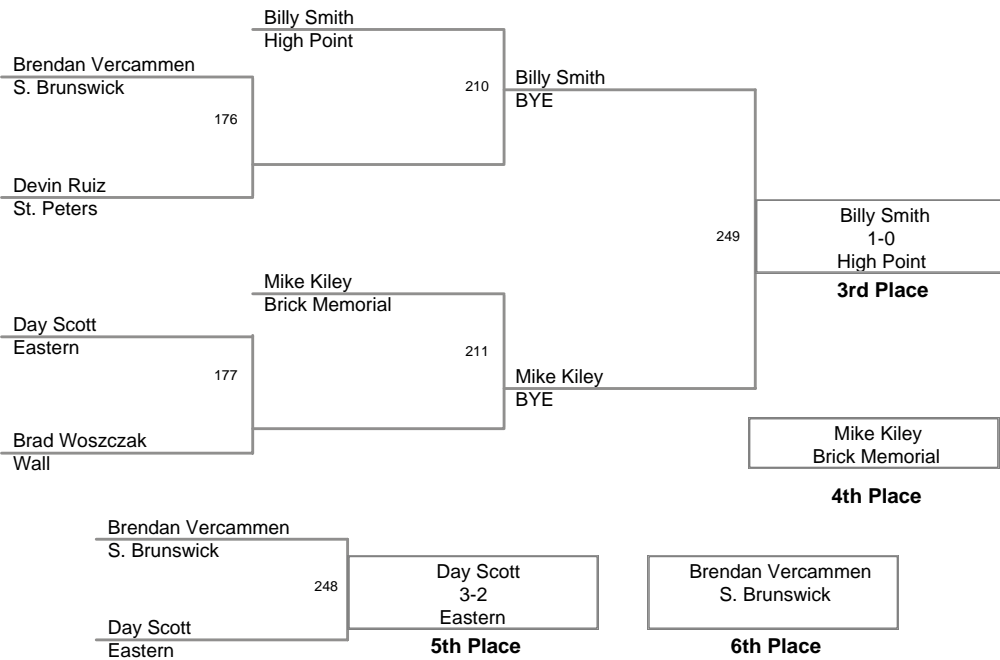 Billy Smith
High Point
Brendan Vercammen
S. Brunswick
210
Billy Smith
BYE
176
Devin Ruiz
St. Peters
249
Billy Smith
1-0
High Point
3rd Place
Mike Kiley
Brick Memorial
Day Scott
Eastern
211
177
Mike Kiley
BYE
Brad Woszczak
Wall
Mike Kiley
Brick Memorial
4th Place
Brendan Vercammen
S. Brunswick
248
Day Scott
Eastern
Day Scott
3-2
Eastern
5th Place
Brendan Vercammen
S. Brunswick
6th Place